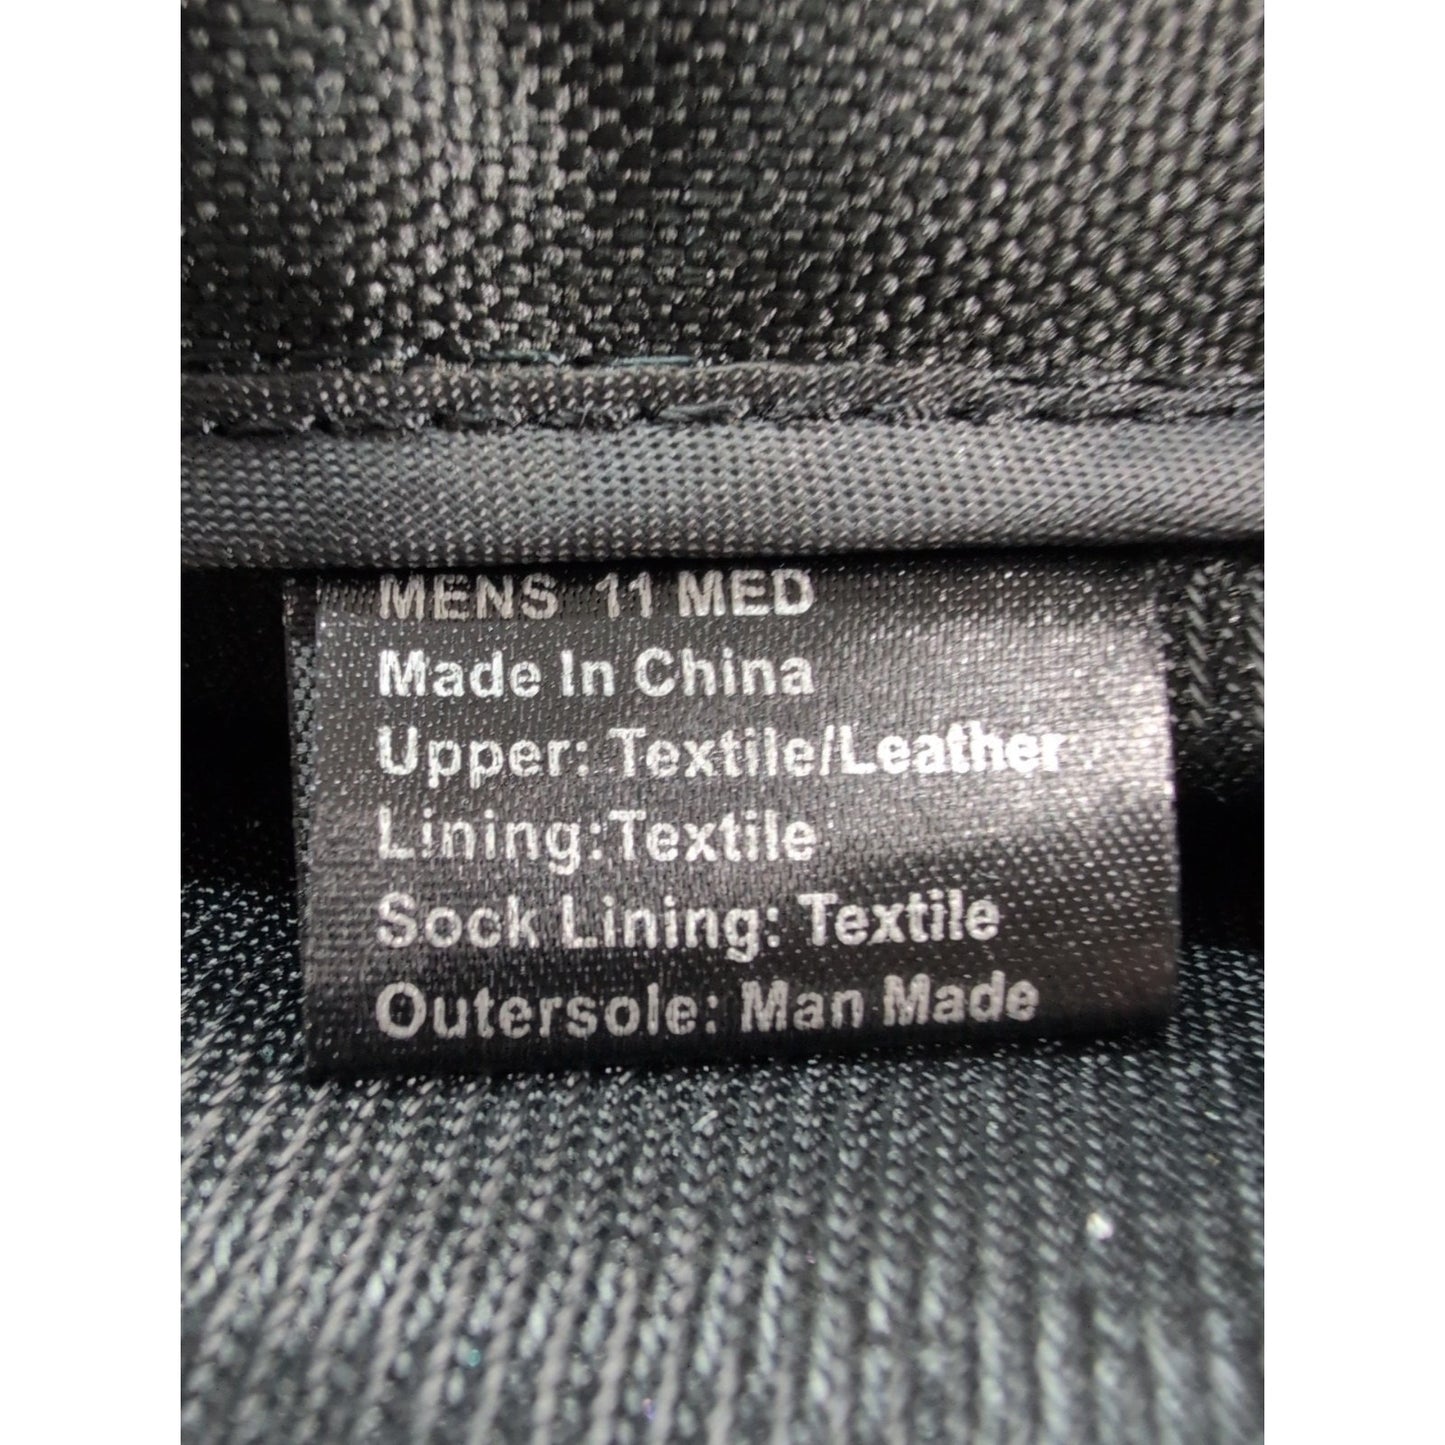 MENS 11 MED
Made In China
Upper: Textile/Leather
Lining:Textile
Sock Lining: Textile
Outersole: Man Made